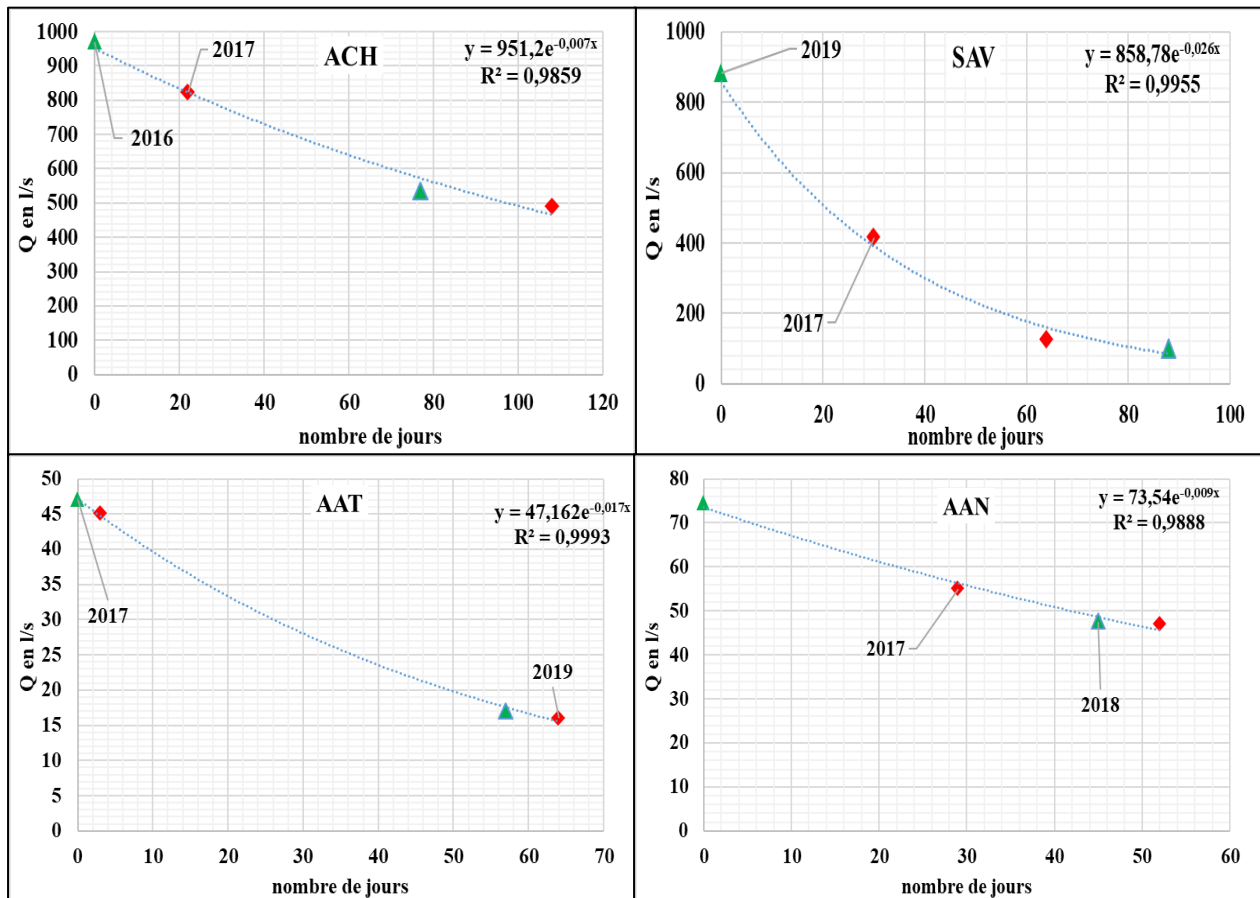 ACH
y = 951,2e^-0,007x
R² = 0,9859
2017
2016
Q en l/s
1000
900
800
700
600
500
400
300
200
100
0
0 20 40 60 80 100 120
nombre de jours
SAV
y = 858,78e^-0,026x
R² = 0,9955
2019
2017
Q en l/s
1000
800
600
400
200
0
0 20 40 60 80 100
nombre de jours
AAT
y = 47,162e^-0,017x
R² = 0,9993
2017
2019
Q en l/s
50
45
40
35
30
25
20
15
10
5
0
0 10 20 30 40 50 60 70
nombre de jours
AAN
y = 73,54e^-0,009x
R² = 0,9888
2017
2018
Q en l/s
80
70
60
50
40
30
20
10
0
0 10 20 30 40 50 60
nombre de jours